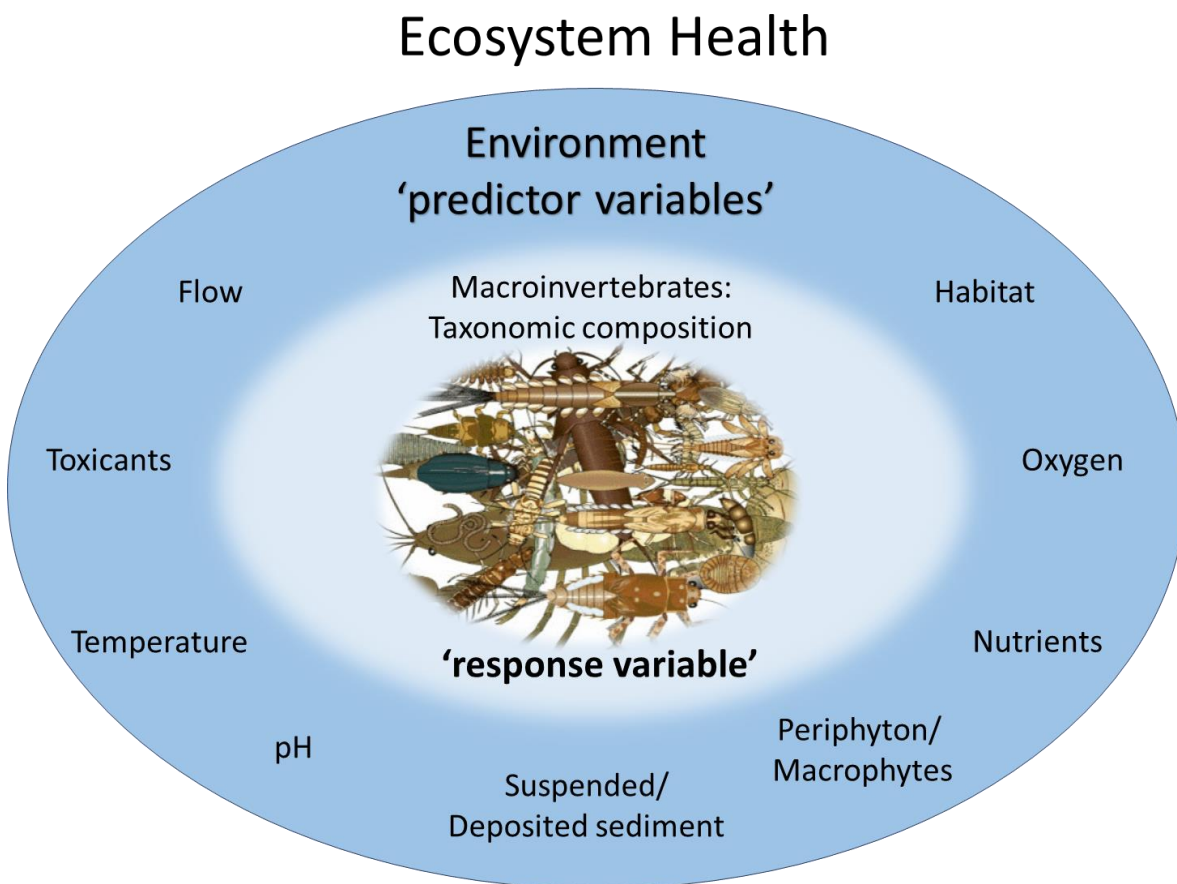 Ecosystem Health
Environment
‘predictor variables’
Flow
Macroinvertebrates:
Taxonomic composition
Habitat
Toxicants
Oxygen
Temperature
‘response variable’
Nutrients
pH
Periphyton/
Macrophytes
Suspended/
Deposited sediment